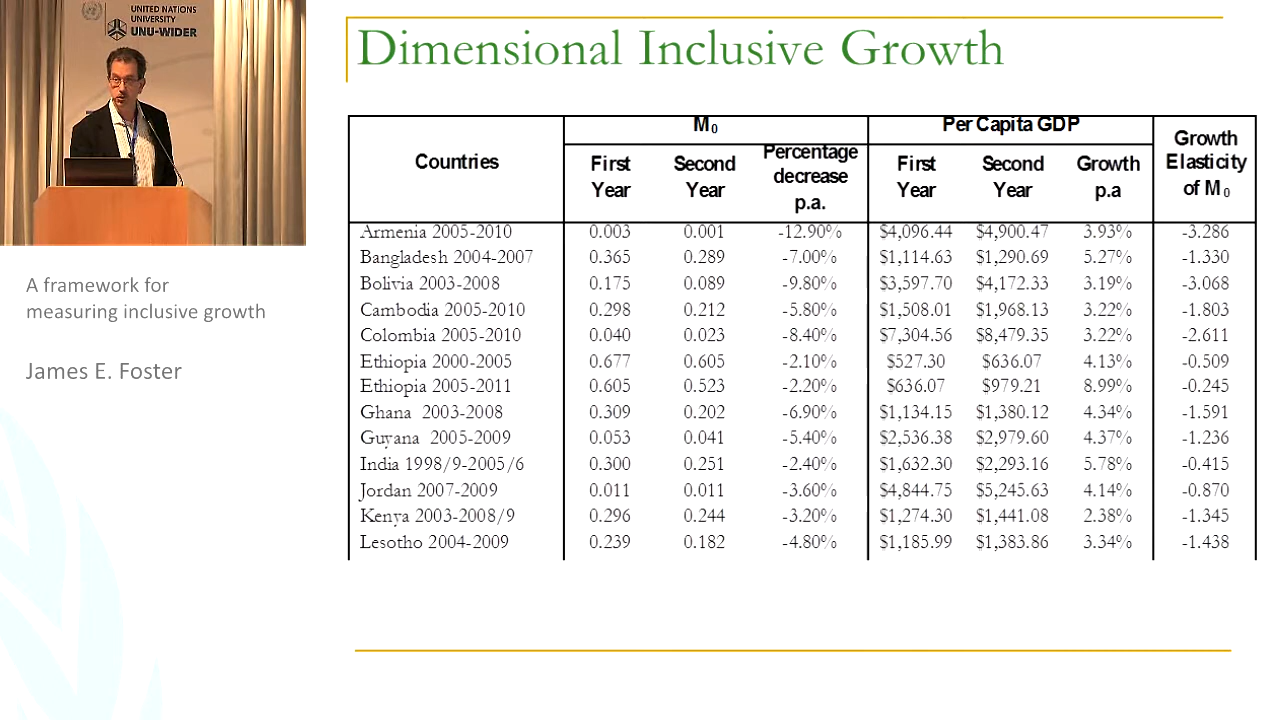 UNITED NATIONS
UNIVERSITY
UNU-WIDER
A framework for
measuring inclusive growth
James E. Foster
Dimensional Inclusive Growth
Countries M₀ Per Capita GDP Growth Elasticity of M₀
First Year Second Year Percentage decrease p.a. First Year Second Year Growth p.a
Armenia 2005-2010 0.003 0.001 -12.90% $4,096.44 $4,900.47 3.93% -3.286
Bangladesh 2004-2007 0.365 0.289 -7.00% $1,114.63 $1,290.69 5.27% -1.330
Bolivia 2003-2008 0.175 0.089 -9.80% $3,597.70 $4,172.33 3.19% -3.068
Cambodia 2005-2010 0.298 0.212 -5.80% $1,508.01 $1,968.13 3.22% -1.803
Colombia 2005-2010 0.040 0.023 -8.40% $7,304.56 $8,479.35 3.22% -2.611
Ethiopia 2000-2005 0.677 0.605 -2.10% $527.30 $636.07 4.13% -0.509
Ethiopia 2005-2011 0.605 0.523 -2.20% $636.07 $979.21 8.99% -0.245
Ghana 2003-2008 0.309 0.202 -6.90% $1,134.15 $1,380.12 4.34% -1.591
Guyana 2005-2009 0.053 0.041 -5.40% $2,536.38 $2,979.60 4.37% -1.236
India 1998/9-2005/6 0.300 0.251 -2.40% $1,632.30 $2,293.16 5.78% -0.415
Jordan 2007-2009 0.011 0.011 -3.60% $4,844.75 $5,245.63 4.14% -0.870
Kenya 2003-2008/9 0.296 0.244 -3.20% $1,274.30 $1,441.08 2.38% -1.345
Lesotho 2004-2009 0.239 0.182 -4.80% $1,185.99 $1,383.86 3.34% -1.438